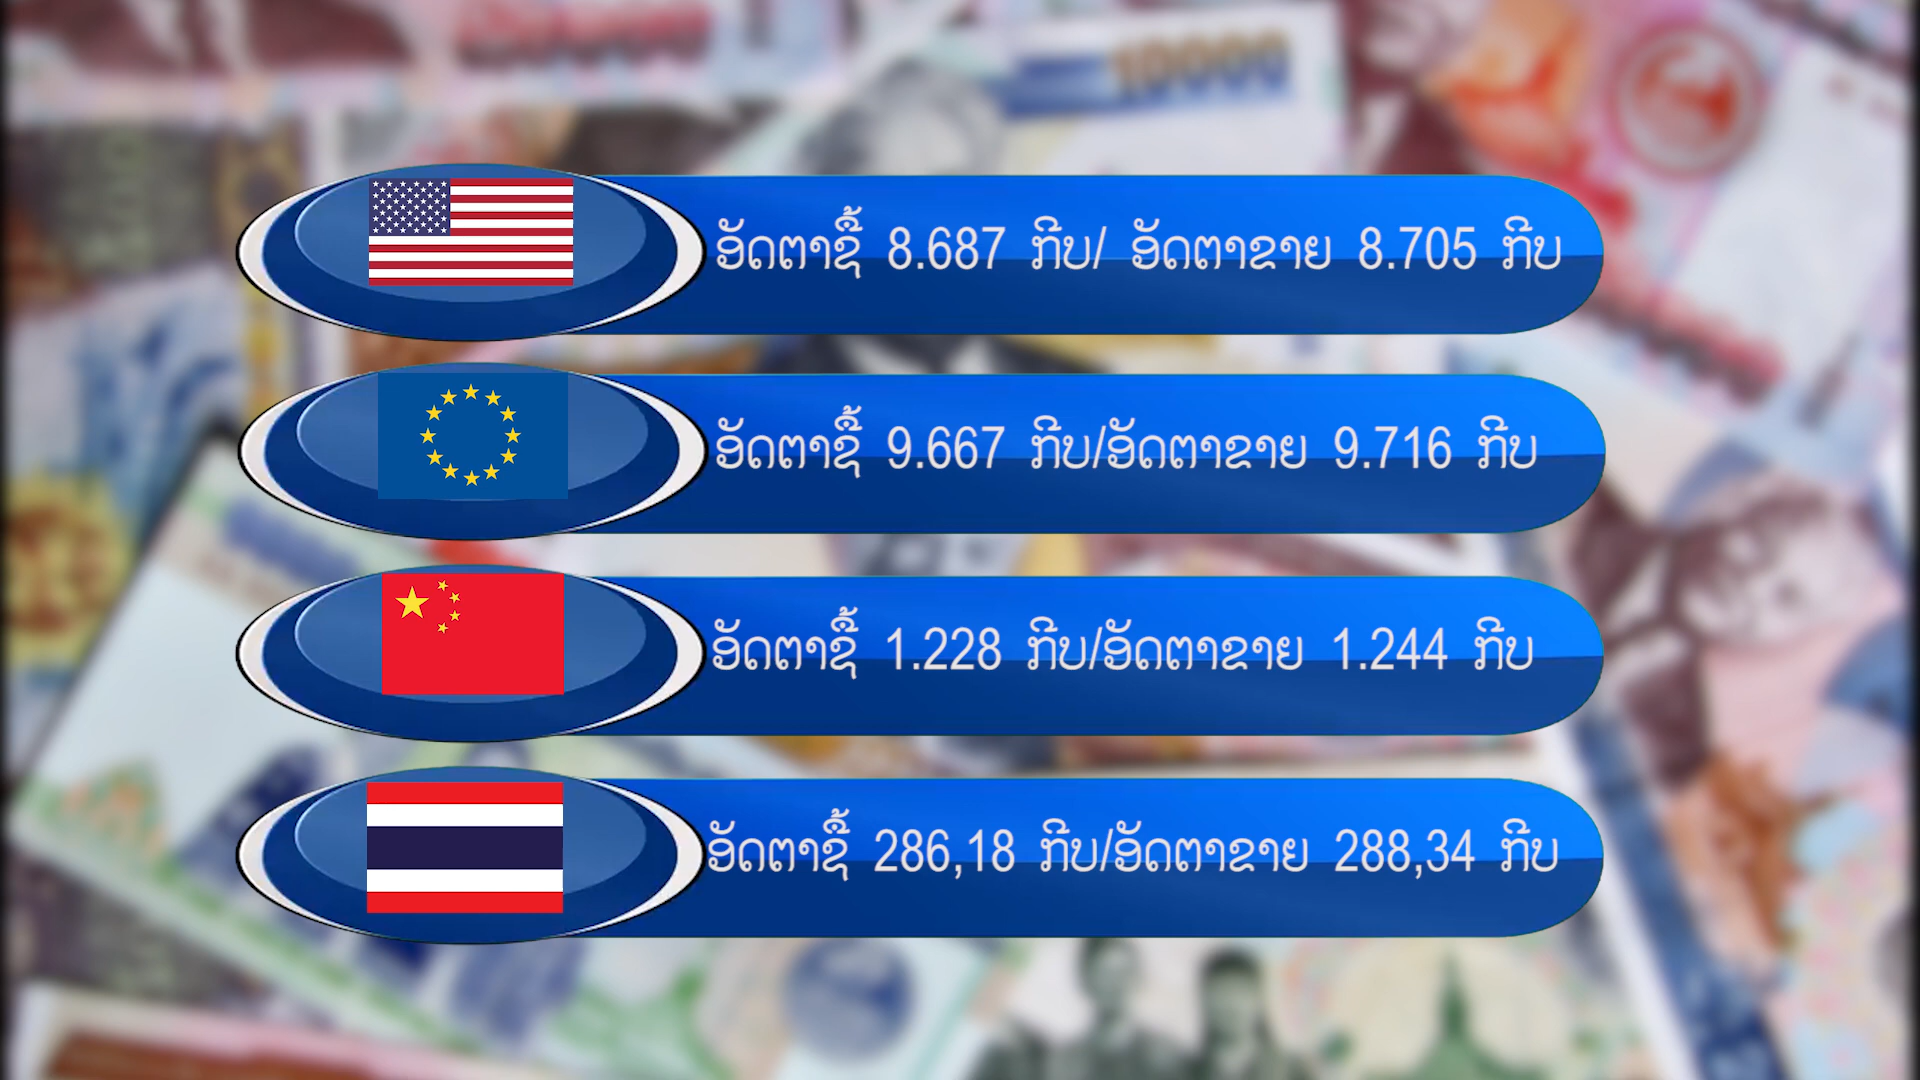 10000
ອັດຕາຊື້ 8.687 ກີບ/ ອັດຕາຂາຍ 8.705 ກີບ
ອັດຕາຊື້ 9.667 ກີບ/ອັດຕາຂາຍ 9.716 ກີບ
ອັດຕາຊື້ 1.228 ກີບ/ອັດຕາຂາຍ 1.244 ກີບ
ອັດຕາຊື້ 286,18 ກີບ/ອັດຕາຂາຍ 288,34 ກີບ